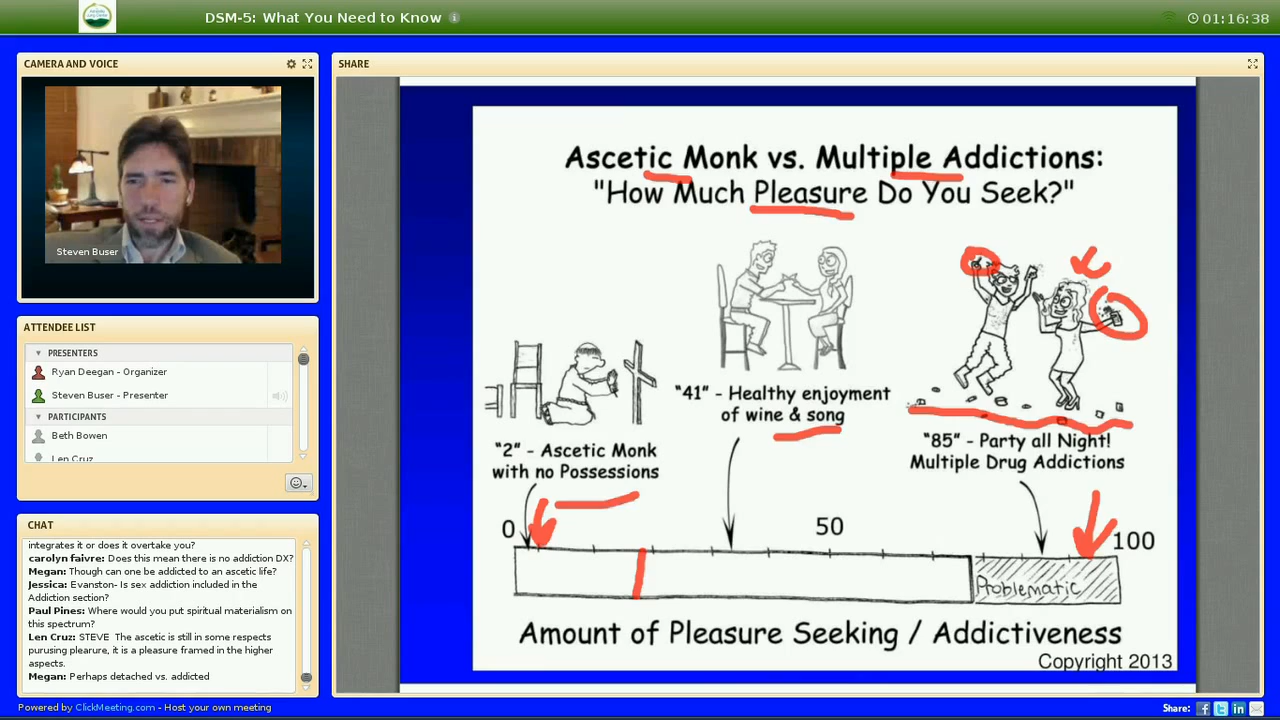 DSM-5: What You Need to Know
01:16:38
CAMERA AND VOICE
Steven Buser
ATTENDEE LIST
PRESENTERS
Ryan Deegan - Organizer
Steven Buser - Presenter
PARTICIPANTS
Beth Bowen
Len Cruz
CHAT
integrates it or does it overtake you?
carolyn faivre: Does this mean there is no addiction DX?
Megan: Though can one be addicted to an ascetic life?
Jessica: Evanston- Is sex addiction included in the
Addiction section?
Paul Pines: Where would you put spiritual materialism on
this spectrum?
Len Cruz: STEVE The ascetic is still in some respects
purusing plearure, it is a pleasure framed in the higher
aspects.
Megan: Perhaps detached vs. addicted
SHARE
Ascetic Monk vs. Multiple Addictions:
"How Much Pleasure Do You Seek?"
"41" - Healthy enjoyment
of wine & song
"2" - Ascetic Monk
with no Possessions
"85" - Party all Night!
Multiple Drug Addictions
0
50
100
Problematic
Amount of Pleasure Seeking / Addictiveness
Copyright 2013
Powered by ClickMeeting.com - Host your own meeting
Share: